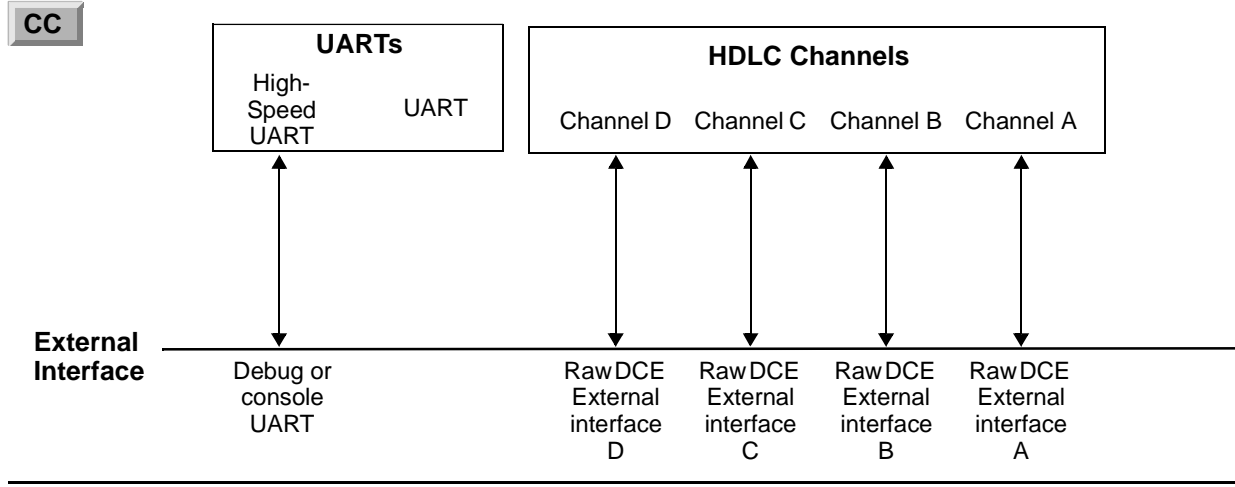 CC
UARTs
High-
Speed
UART
UART
HDLC Channels
Channel D Channel C Channel B Channel A
External
Interface
Debug or
console
UART
Raw DCE
External
interface
D
Raw DCE
External
interface
C
Raw DCE
External
interface
B
Raw DCE
External
interface
A